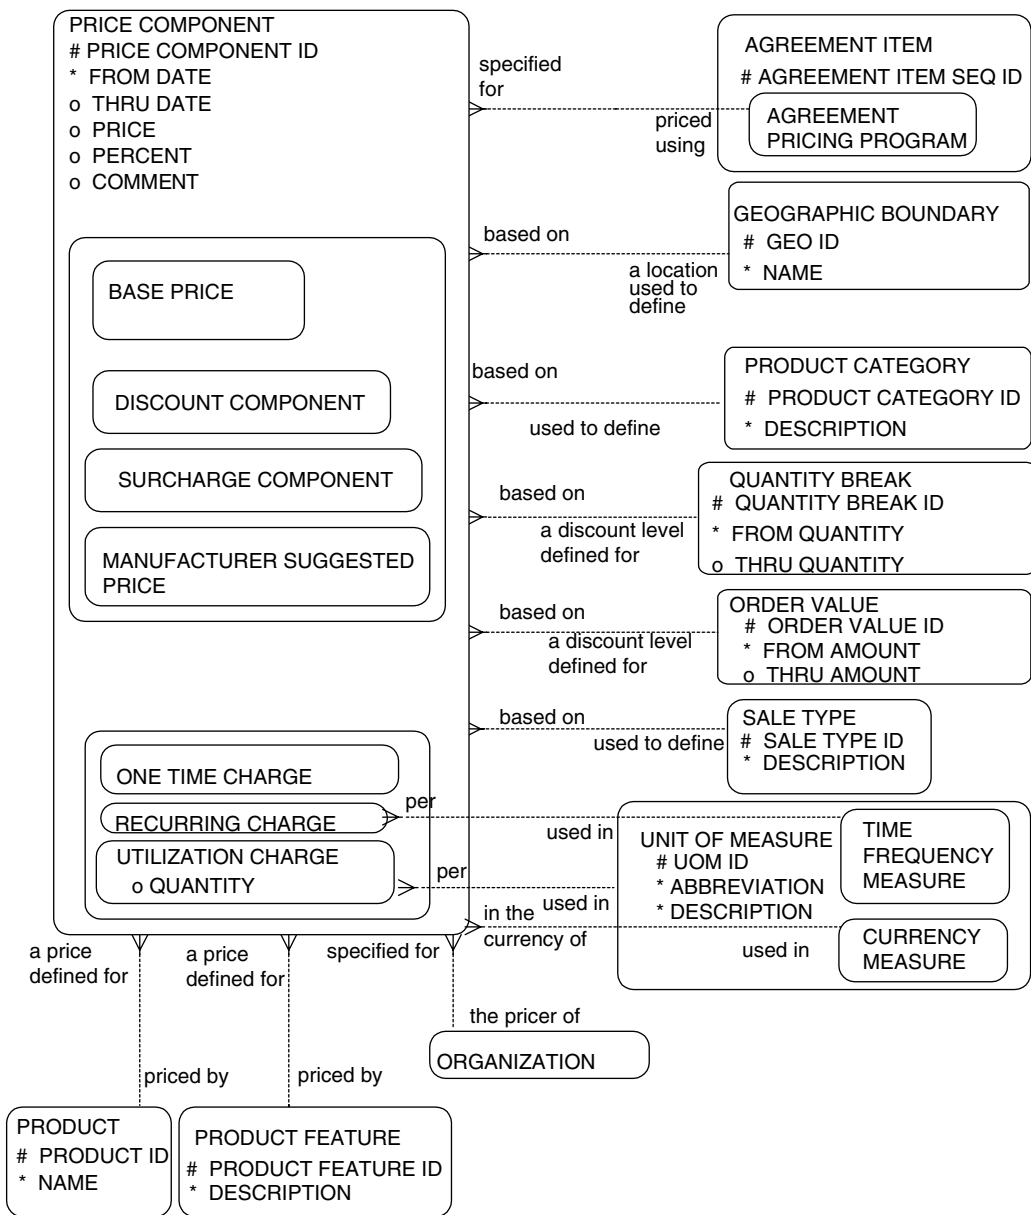 PRICE COMPONENT
# PRICE COMPONENT ID
* FROM DATE
o THRU DATE
o PRICE
o PERCENT
o COMMENT
BASE PRICE
DISCOUNT COMPONENT
SURCHARGE COMPONENT
MANUFACTURER SUGGESTED
PRICE
ONE TIME CHARGE
RECURRING CHARGE
UTILIZATION CHARGE
o QUANTITY
specified
for
priced
using
AGREEMENT ITEM
# AGREEMENT ITEM SEQ ID
AGREEMENT
PRICING PROGRAM
based on
a location
used to
define
GEOGRAPHIC BOUNDARY
# GEO ID
* NAME
based on
used to define
PRODUCT CATEGORY
# PRODUCT CATEGORY ID
* DESCRIPTION
based on
a discount level
defined for
QUANTITY BREAK
# QUANTITY BREAK ID
* FROM QUANTITY
o THRU QUANTITY
based on
a discount level
defined for
ORDER VALUE
# ORDER VALUE ID
* FROM AMOUNT
o THRU AMOUNT
based on
used to define
SALE TYPE
# SALE TYPE ID
* DESCRIPTION
per
used in
UNIT OF MEASURE
# UOM ID
* ABBREVIATION
* DESCRIPTION
TIME
FREQUENCY
MEASURE
per
used in
in the
currency of
used in
CURRENCY
MEASURE
a price
defined for
a price
defined for
specified for
the pricer of
ORGANIZATION
priced by
priced by
PRODUCT
# PRODUCT ID
* NAME
PRODUCT FEATURE
# PRODUCT FEATURE ID
* DESCRIPTION